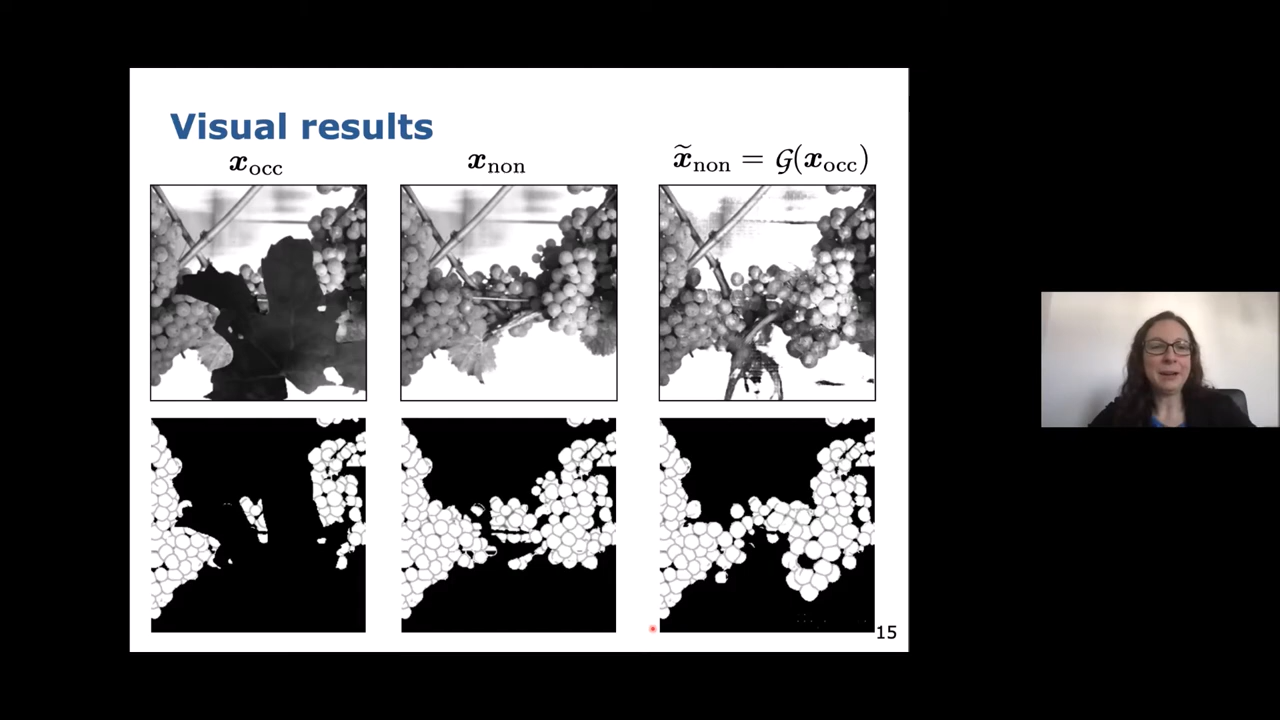 Visual results
x_occ
x_non
x̃_non = 𝒢(x_occ)
15